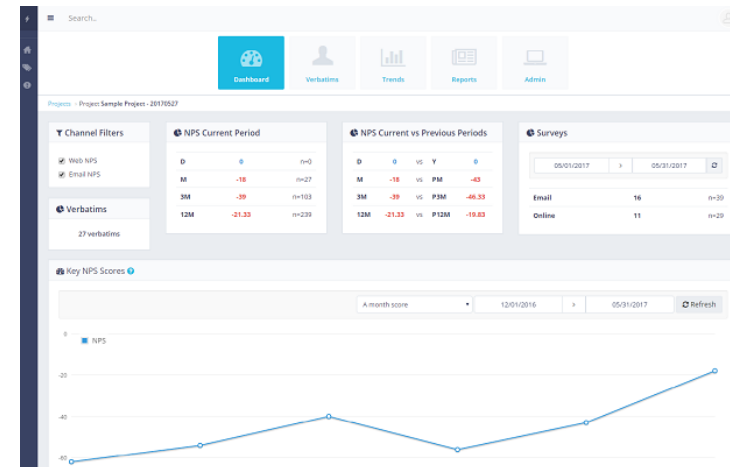 Search..
Dashboard
Verbatims
Trends
Reports
Admin
Projects › Project Sample Project - 20170527
Channel Filters
Web NPS
Email NPS
Verbatims
27 verbatims
NPS Current Period
D 0 n=0
M -18 n=27
3M -39 n=103
12M -21.33 n=239
NPS Current vs Previous Periods
D 0 vs Y 0
M -18 vs PM -43
3M -39 vs P3M -46.33
12M -21.33 vs P12M -19.83
Surveys
05/01/2017 > 05/31/2017
Email 16 n=39
Online 11 n=29
Key NPS Scores ?
A month score 12/01/2016 > 05/31/2017 Refresh
0
NPS
-20
-40
-60